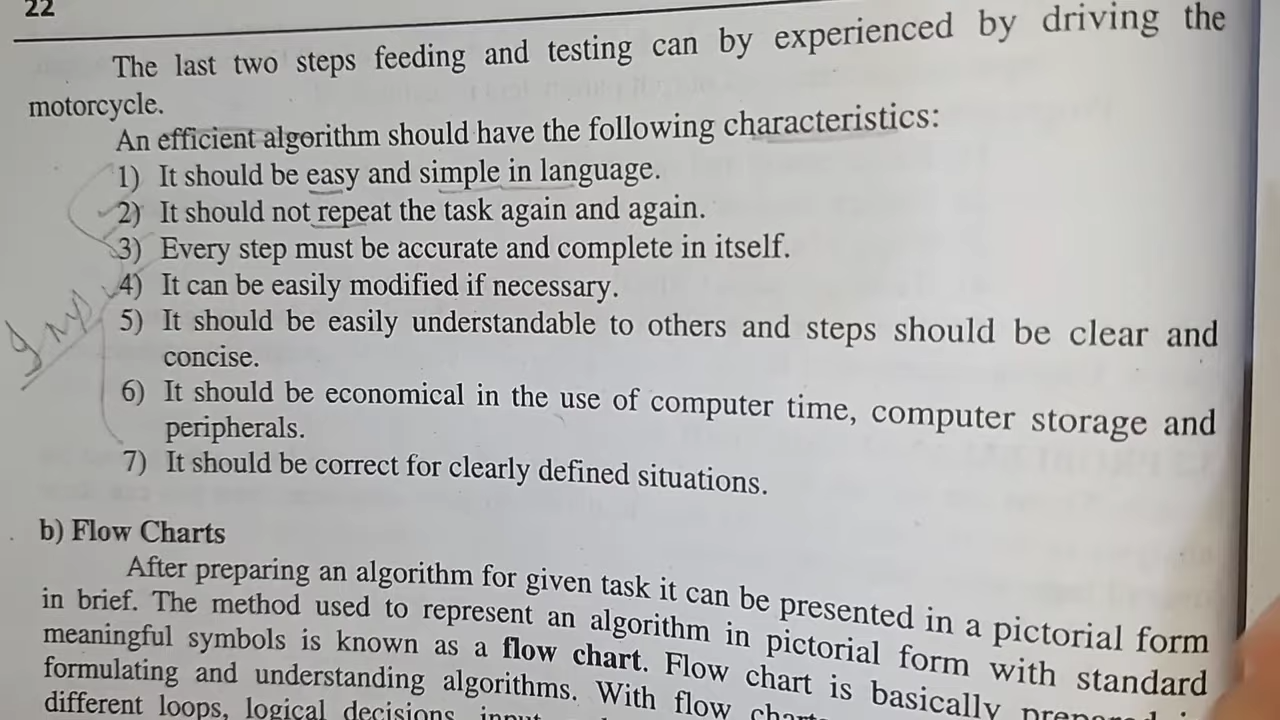 22
The last two steps feeding and testing can by experienced by driving the
motorcycle.
An efficient algorithm should have the following characteristics:
1) It should be easy and simple in language.
2) It should not repeat the task again and again.
3) Every step must be accurate and complete in itself.
4) It can be easily modified if necessary.
Imp
5) It should be easily understandable to others and steps should be clear and
concise.
6) It should be economical in the use of computer time, computer storage and
peripherals.
7) It should be correct for clearly defined situations.
b) Flow Charts
After preparing an algorithm for given task it can be presented in a pictorial form
in brief. The method used to represent an algorithm in pictorial form with standard
meaningful symbols is known as a flow chart. Flow chart is basically
formulating and understanding algorithms. With flow
different loops, logical decisions,